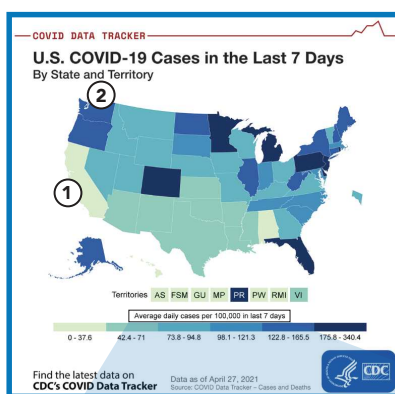 COVID DATA TRACKER
U.S. COVID-19 Cases in the Last 7 Days
By State and Territory
2
1
Territories AS FSM GU MP PR PW RMI VI
Average daily cases per 100,000 in last 7 days
0 - 37.6 42.4 - 71 73.8 - 94.8 98.1 - 121.3 122.8 - 165.5 175.8 - 340.4
Find the latest data on
CDC's COVID Data Tracker
Data as of April 27, 2021
Source: COVID Data Tracker – Cases and Deaths
CDC